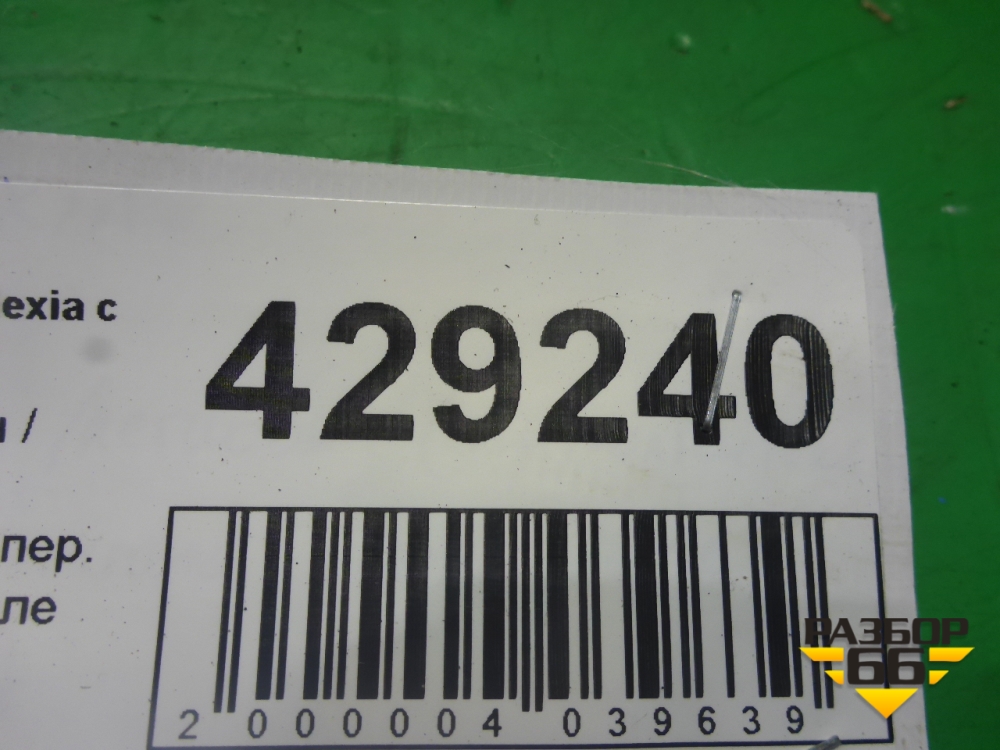 exia с
429240
/
пер.
ле
2 000004 039639
РАЗБОР
66